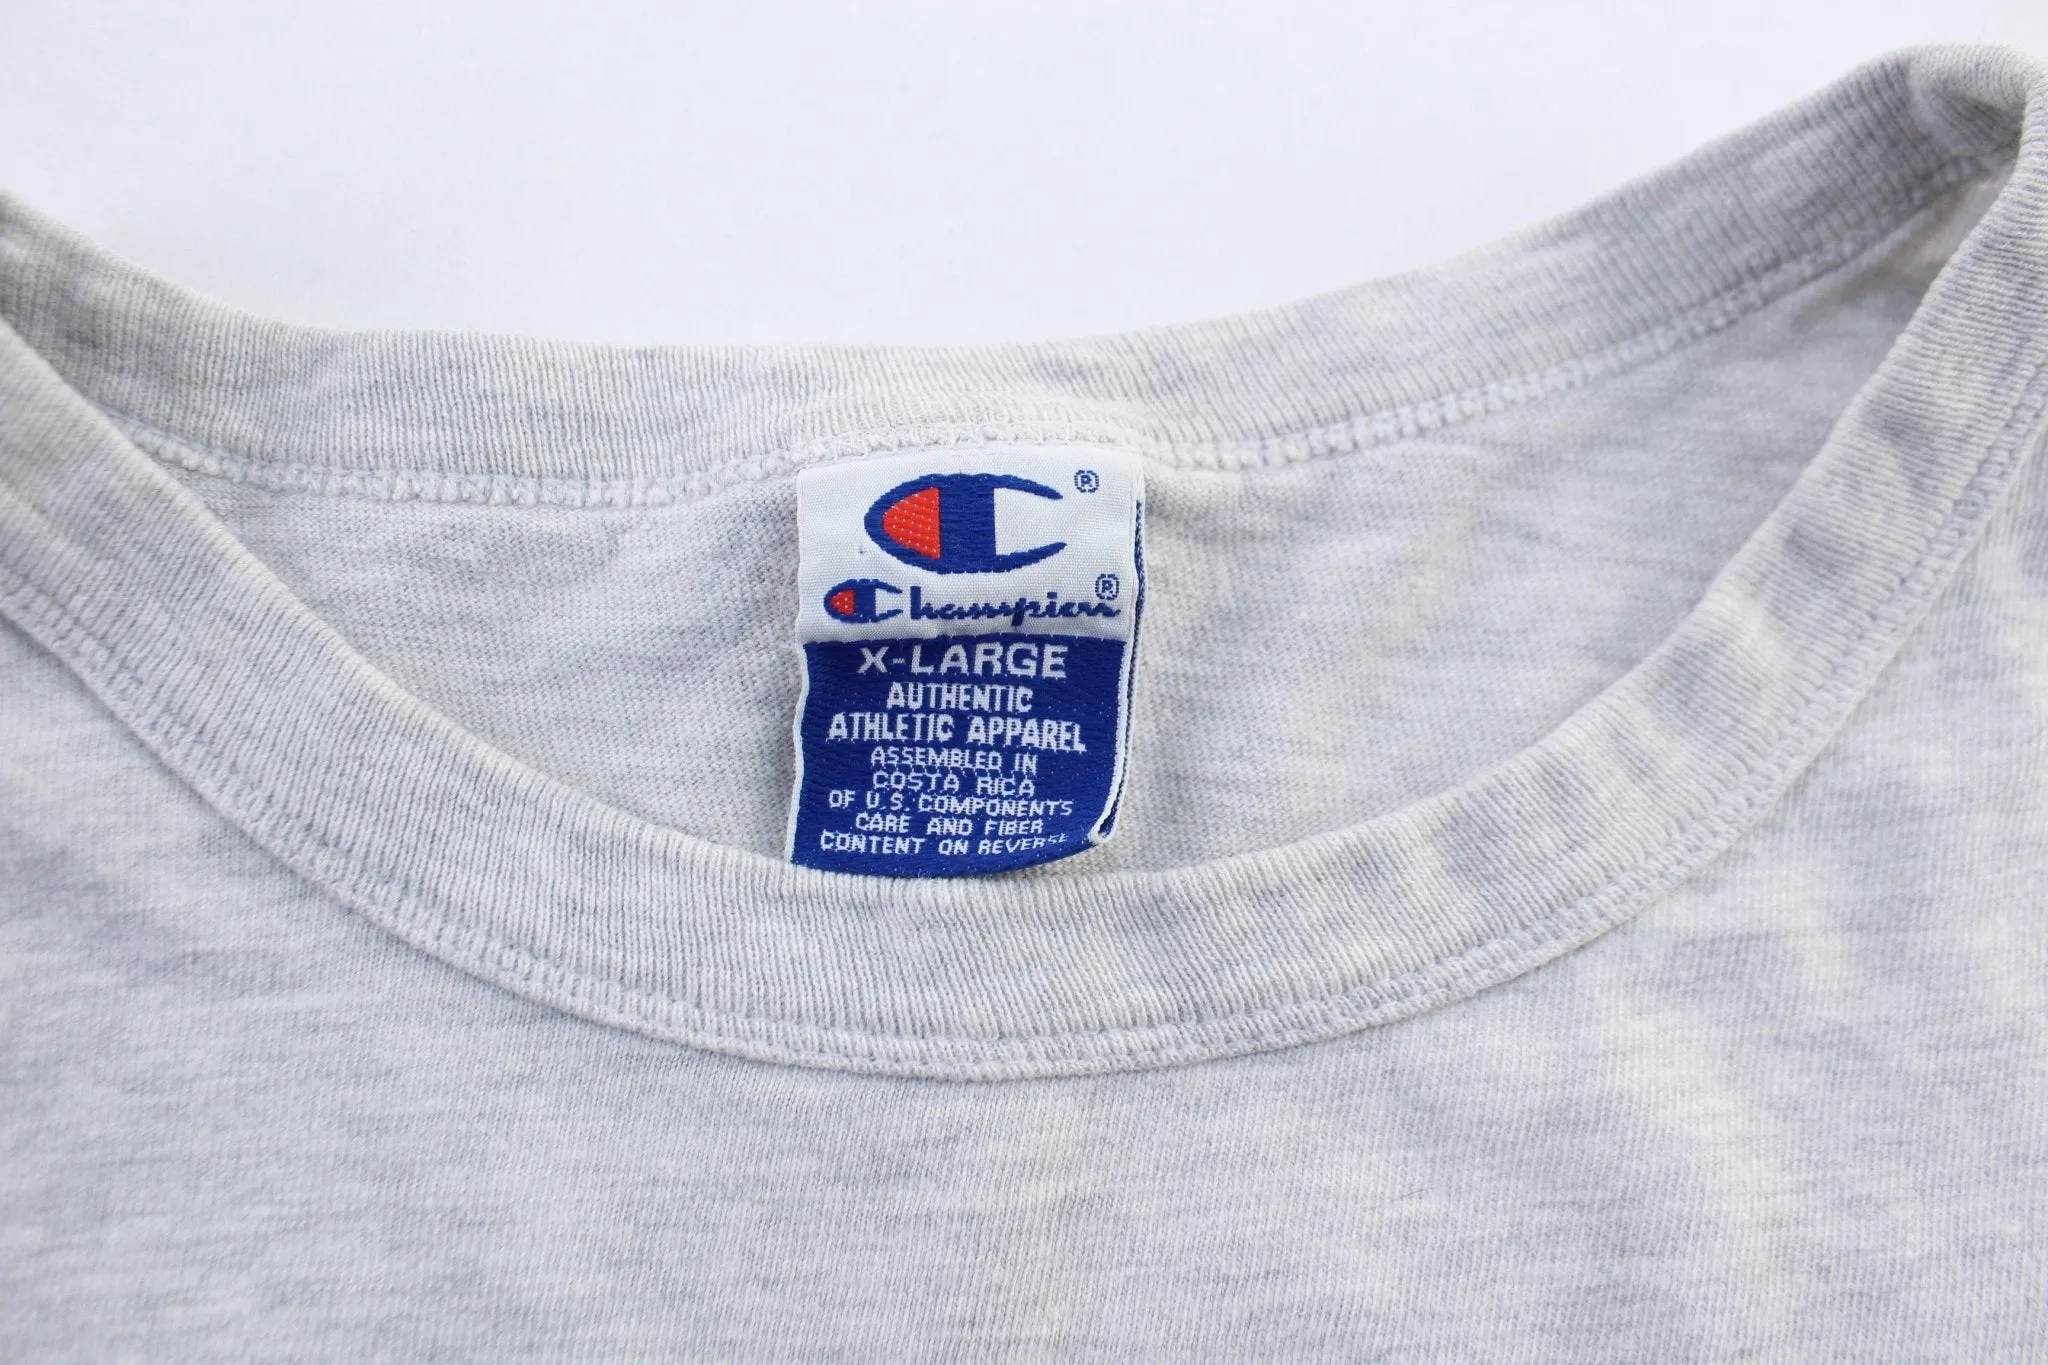 ®
Champion®
X-LARGE
AUTHENTIC
ATHLETIC APPAREL
ASSEMBLED IN
COSTA RICA
OF U.S. COMPONENTS
CARE AND FIBER
CONTENT ON REVERSE